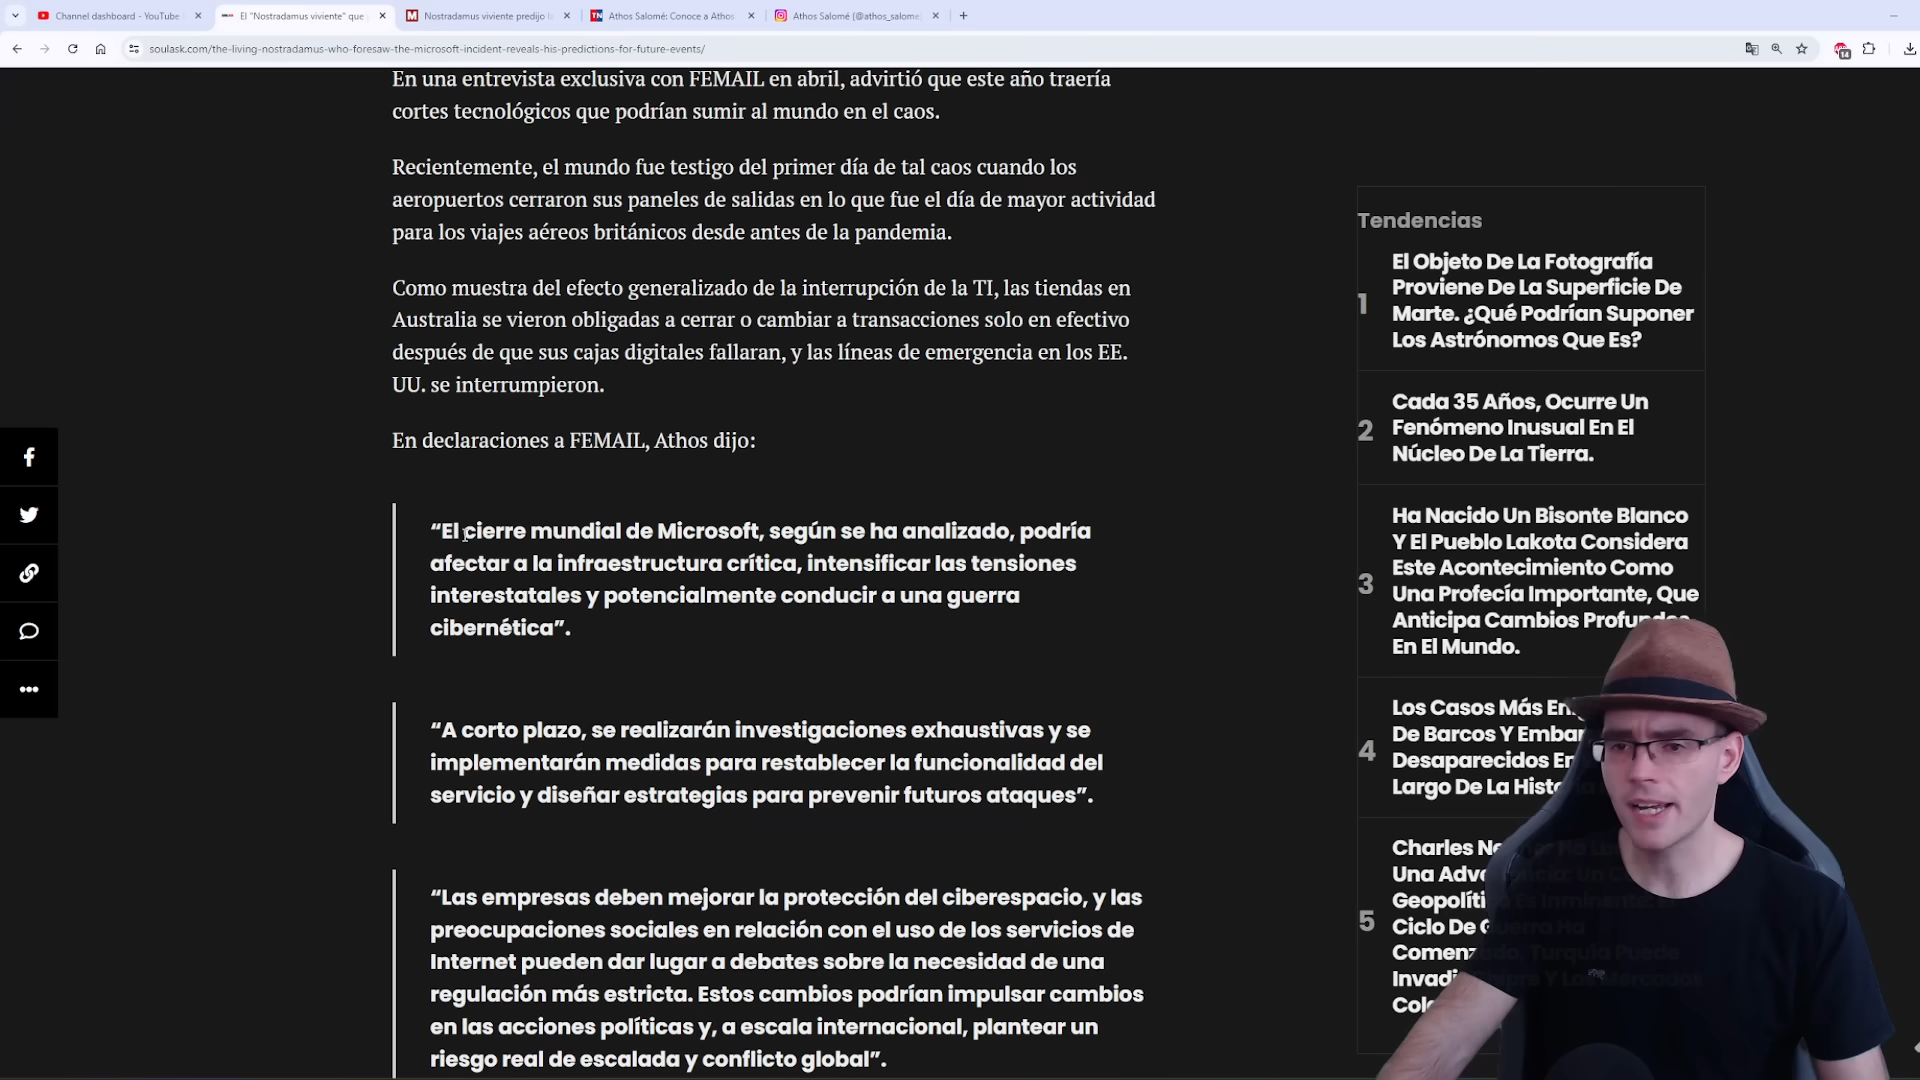 Channel dashboard - YouTube
El "Nostradamus viviente" que
Nostradamus viviente predijo l
Athos Salomé: Conoce a Athos
Athos Salomé (@athos_salome
soulask.com/the-living-nostradamus-who-foresaw-the-microsoft-incident-reveals-his-predictions-for-future-events/
14
En una entrevista exclusiva con FEMAIL en abril, advirtió que este año traería
cortes tecnológicos que podrían sumir al mundo en el caos.
Recientemente, el mundo fue testigo del primer día de tal caos cuando los
aeropuertos cerraron sus paneles de salidas en lo que fue el día de mayor actividad
para los viajes aéreos británicos desde antes de la pandemia.
Como muestra del efecto generalizado de la interrupción de la TI, las tiendas en
Australia se vieron obligadas a cerrar o cambiar a transacciones solo en efectivo
después de que sus cajas digitales fallaran, y las líneas de emergencia en los EE.
UU. se interrumpieron.
En declaraciones a FEMAIL, Athos dijo:
“El cierre mundial de Microsoft, según se ha analizado, podría
afectar a la infraestructura crítica, intensificar las tensiones
interestatales y potencialmente conducir a una guerra
cibernética”.
“A corto plazo, se realizarán investigaciones exhaustivas y se
implementarán medidas para restablecer la funcionalidad del
servicio y diseñar estrategias para prevenir futuros ataques”.
“Las empresas deben mejorar la protección del ciberespacio, y las
preocupaciones sociales en relación con el uso de los servicios de
Internet pueden dar lugar a debates sobre la necesidad de una
regulación más estricta. Estos cambios podrían impulsar cambios
en las acciones políticas y, a escala internacional, plantear un
riesgo real de escalada y conflicto global”.
Tendencias
1
El Objeto De La Fotografía
Proviene De La Superficie De
Marte. ¿Qué Podrían Suponer
Los Astrónomos Que Es?
2
Cada 35 Años, Ocurre Un
Fenómeno Inusual En El
Núcleo De La Tierra.
3
Ha Nacido Un Bisonte Blanco
Y El Pueblo Lakota Considera
Este Acontecimiento Como
Una Profecía Importante, Que
Anticipa Cambios Profundos
En El Mundo.
4
Los Casos Más
De Barcos Y
Desaparecidos
Largo De La
5
Charles
Una
Ciclo De Guerra Ha
Comenzado. Turquía Puede